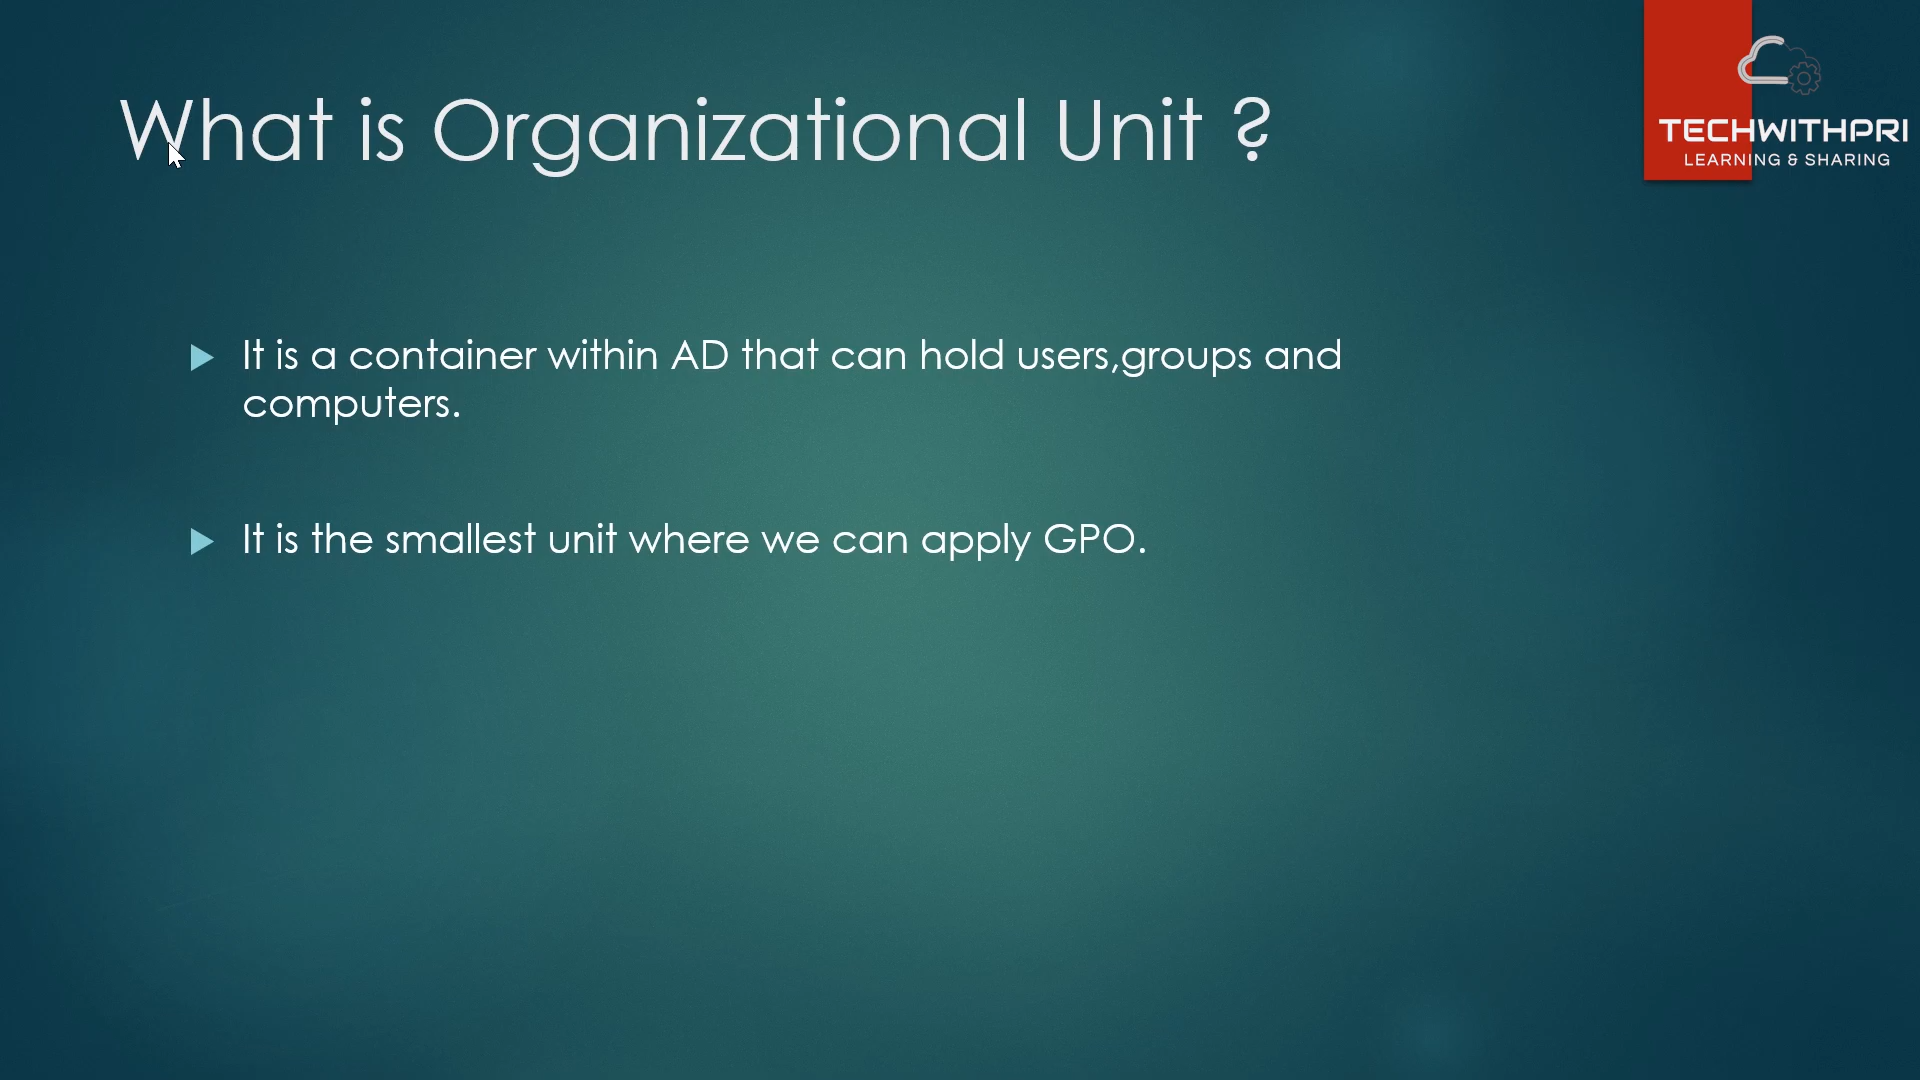 What is Organizational Unit ?
TECHWITHPRI
LEARNING & SHARING
It is a container within AD that can hold users,groups and
computers.
It is the smallest unit where we can apply GPO.